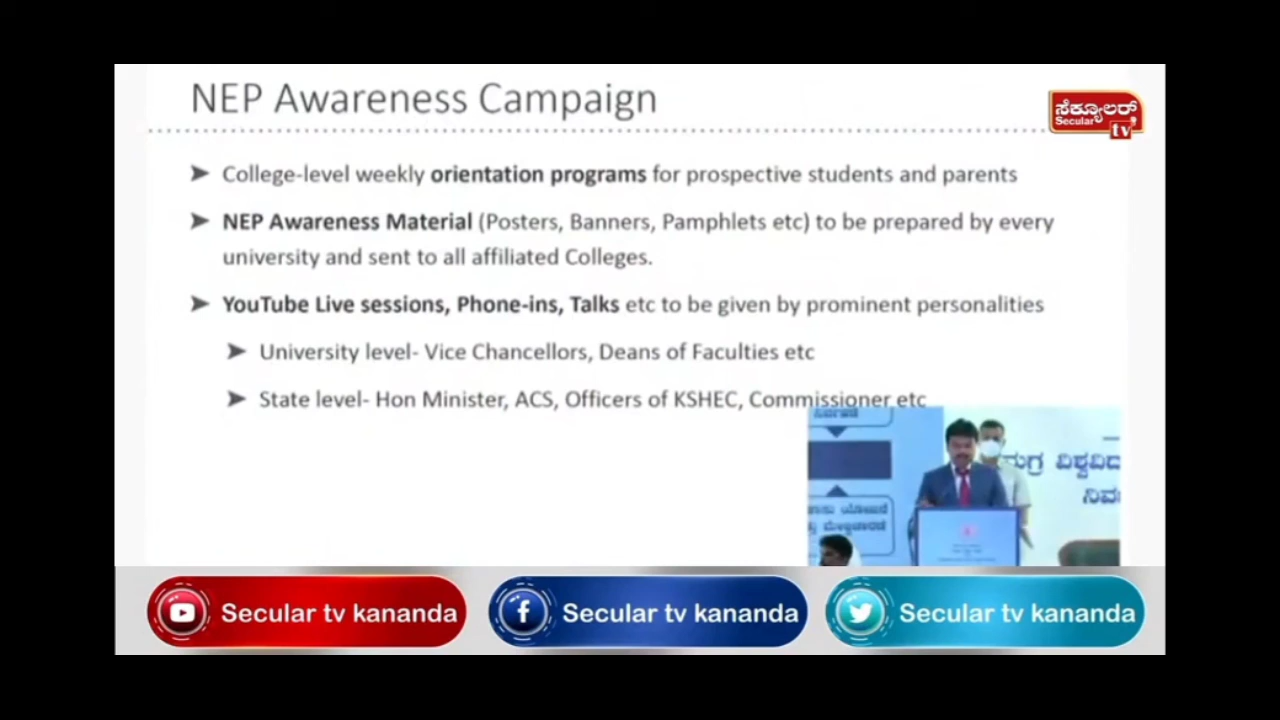 NEP Awareness Campaign
ಸೆಕ್ಯೂಲರ್
Secular
tv
➤ College-level weekly orientation programs for prospective students and parents
➤ NEP Awareness Material (Posters, Banners, Pamphlets etc) to be prepared by every
university and sent to all affiliated Colleges.
➤ YouTube Live sessions, Phone-ins, Talks etc to be given by prominent personalities
➤ University level- Vice Chancellors, Deans of Faculties etc
➤ State level- Hon Minister, ACS, Officers of KSHEC, Commissioner etc
Secular tv kananda
Secular tv kananda
Secular tv kananda